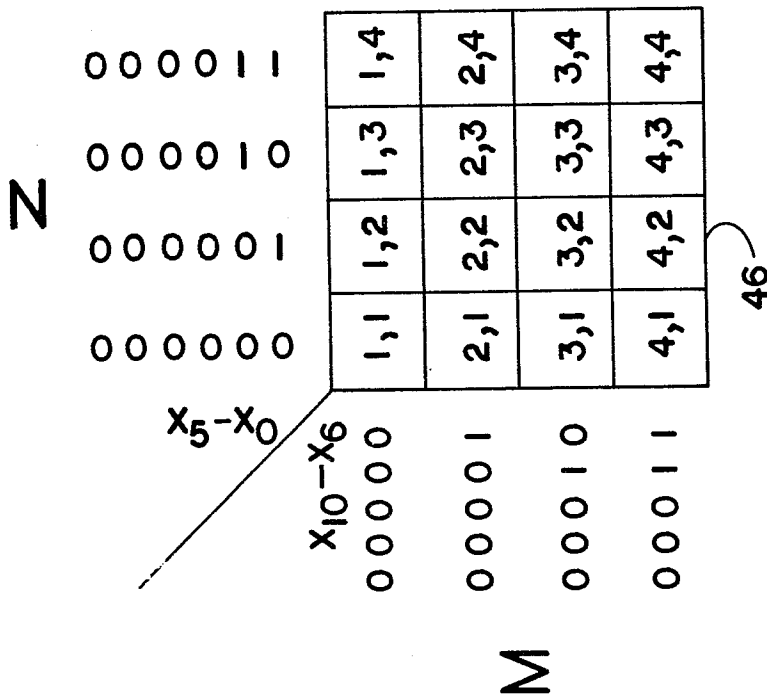 N
X5-X0
000000
000001
000010
000011
X10-X6
M
00000 1,1 1,2 1,3 1,4
00001 2,1 2,2 2,3 2,4
00010 3,1 3,2 3,3 3,4
00011 4,1 4,2 4,3 4,4
46